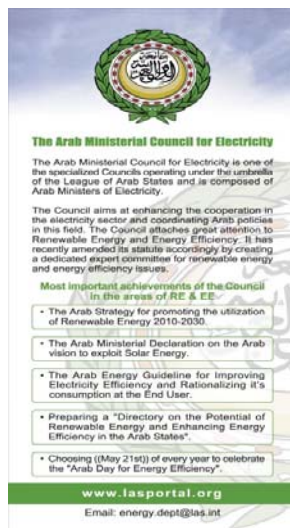 The Arab Ministerial Council for Electricity
The Arab Ministerial Council for Electricity is one of
the specialized Councils operating under the umbrella
of the League of Arab States and is composed of
Arab Ministers of Electricity.
The Council aims at enhancing the cooperation in
the electricity sector and coordinating Arab policies
in this field. The Council attaches great attention to
Renewable Energy and Energy Efficiency. It has
recently amended its statute accordingly by creating
a dedicated expert committee for renewable energy
and energy efficiency issues.
Most important achievements of the Council
in the areas of RE & EE
• The Arab Strategy for promoting the utilization
of Renewable Energy 2010-2030.
• The Arab Ministerial Declaration on the Arab
vision to exploit Solar Energy.
• The Arab Energy Guideline for Improving
Electricity Efficiency and Rationalizing it's
consumption at the End User.
• Preparing a "Directory on the Potential of
Renewable Energy and Enhancing Energy
Efficiency in the Arab States".
• Choosing ((May 21st)) of every year to celebrate
the "Arab Day for Energy Efficiency".
www.lasportal.org
Email: energy.dept@las.int